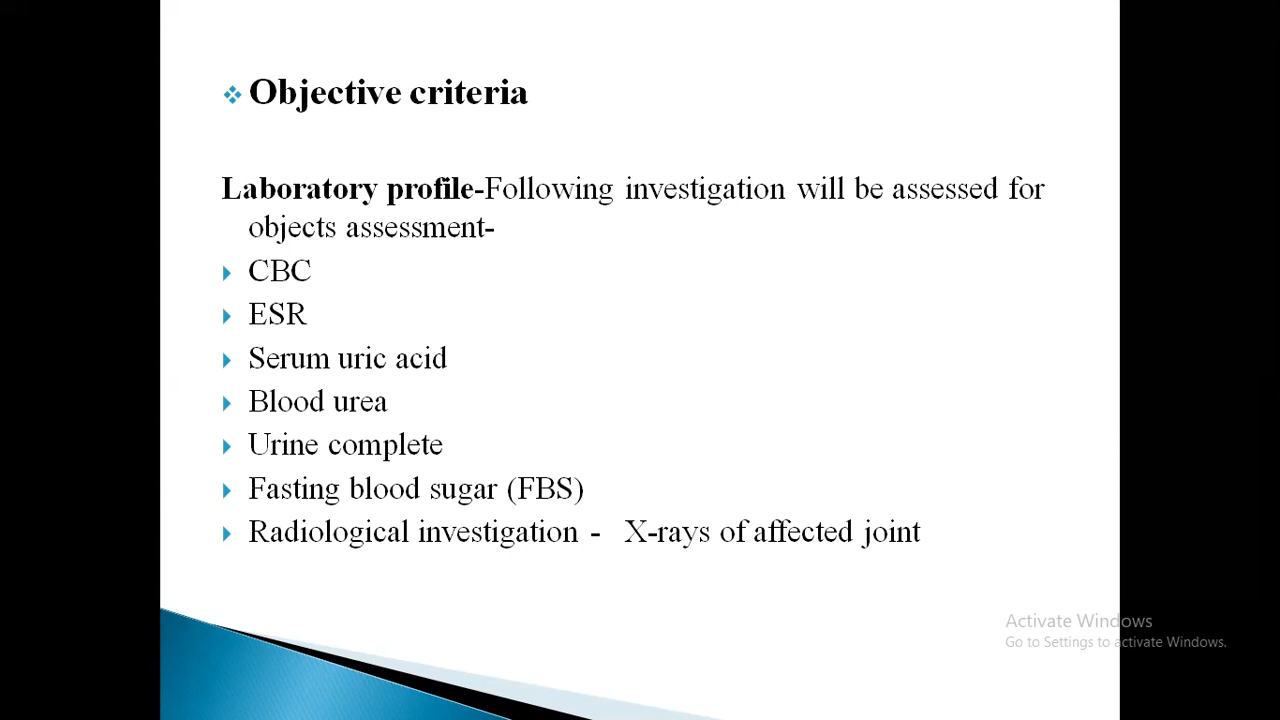 Objective criteria
Laboratory profile-Following investigation will be assessed for
objects assessment-
CBC
ESR
Serum uric acid
Blood urea
Urine complete
Fasting blood sugar (FBS)
Radiological investigation - X-rays of affected joint
Activate Windows
Go to Settings to activate Windows.